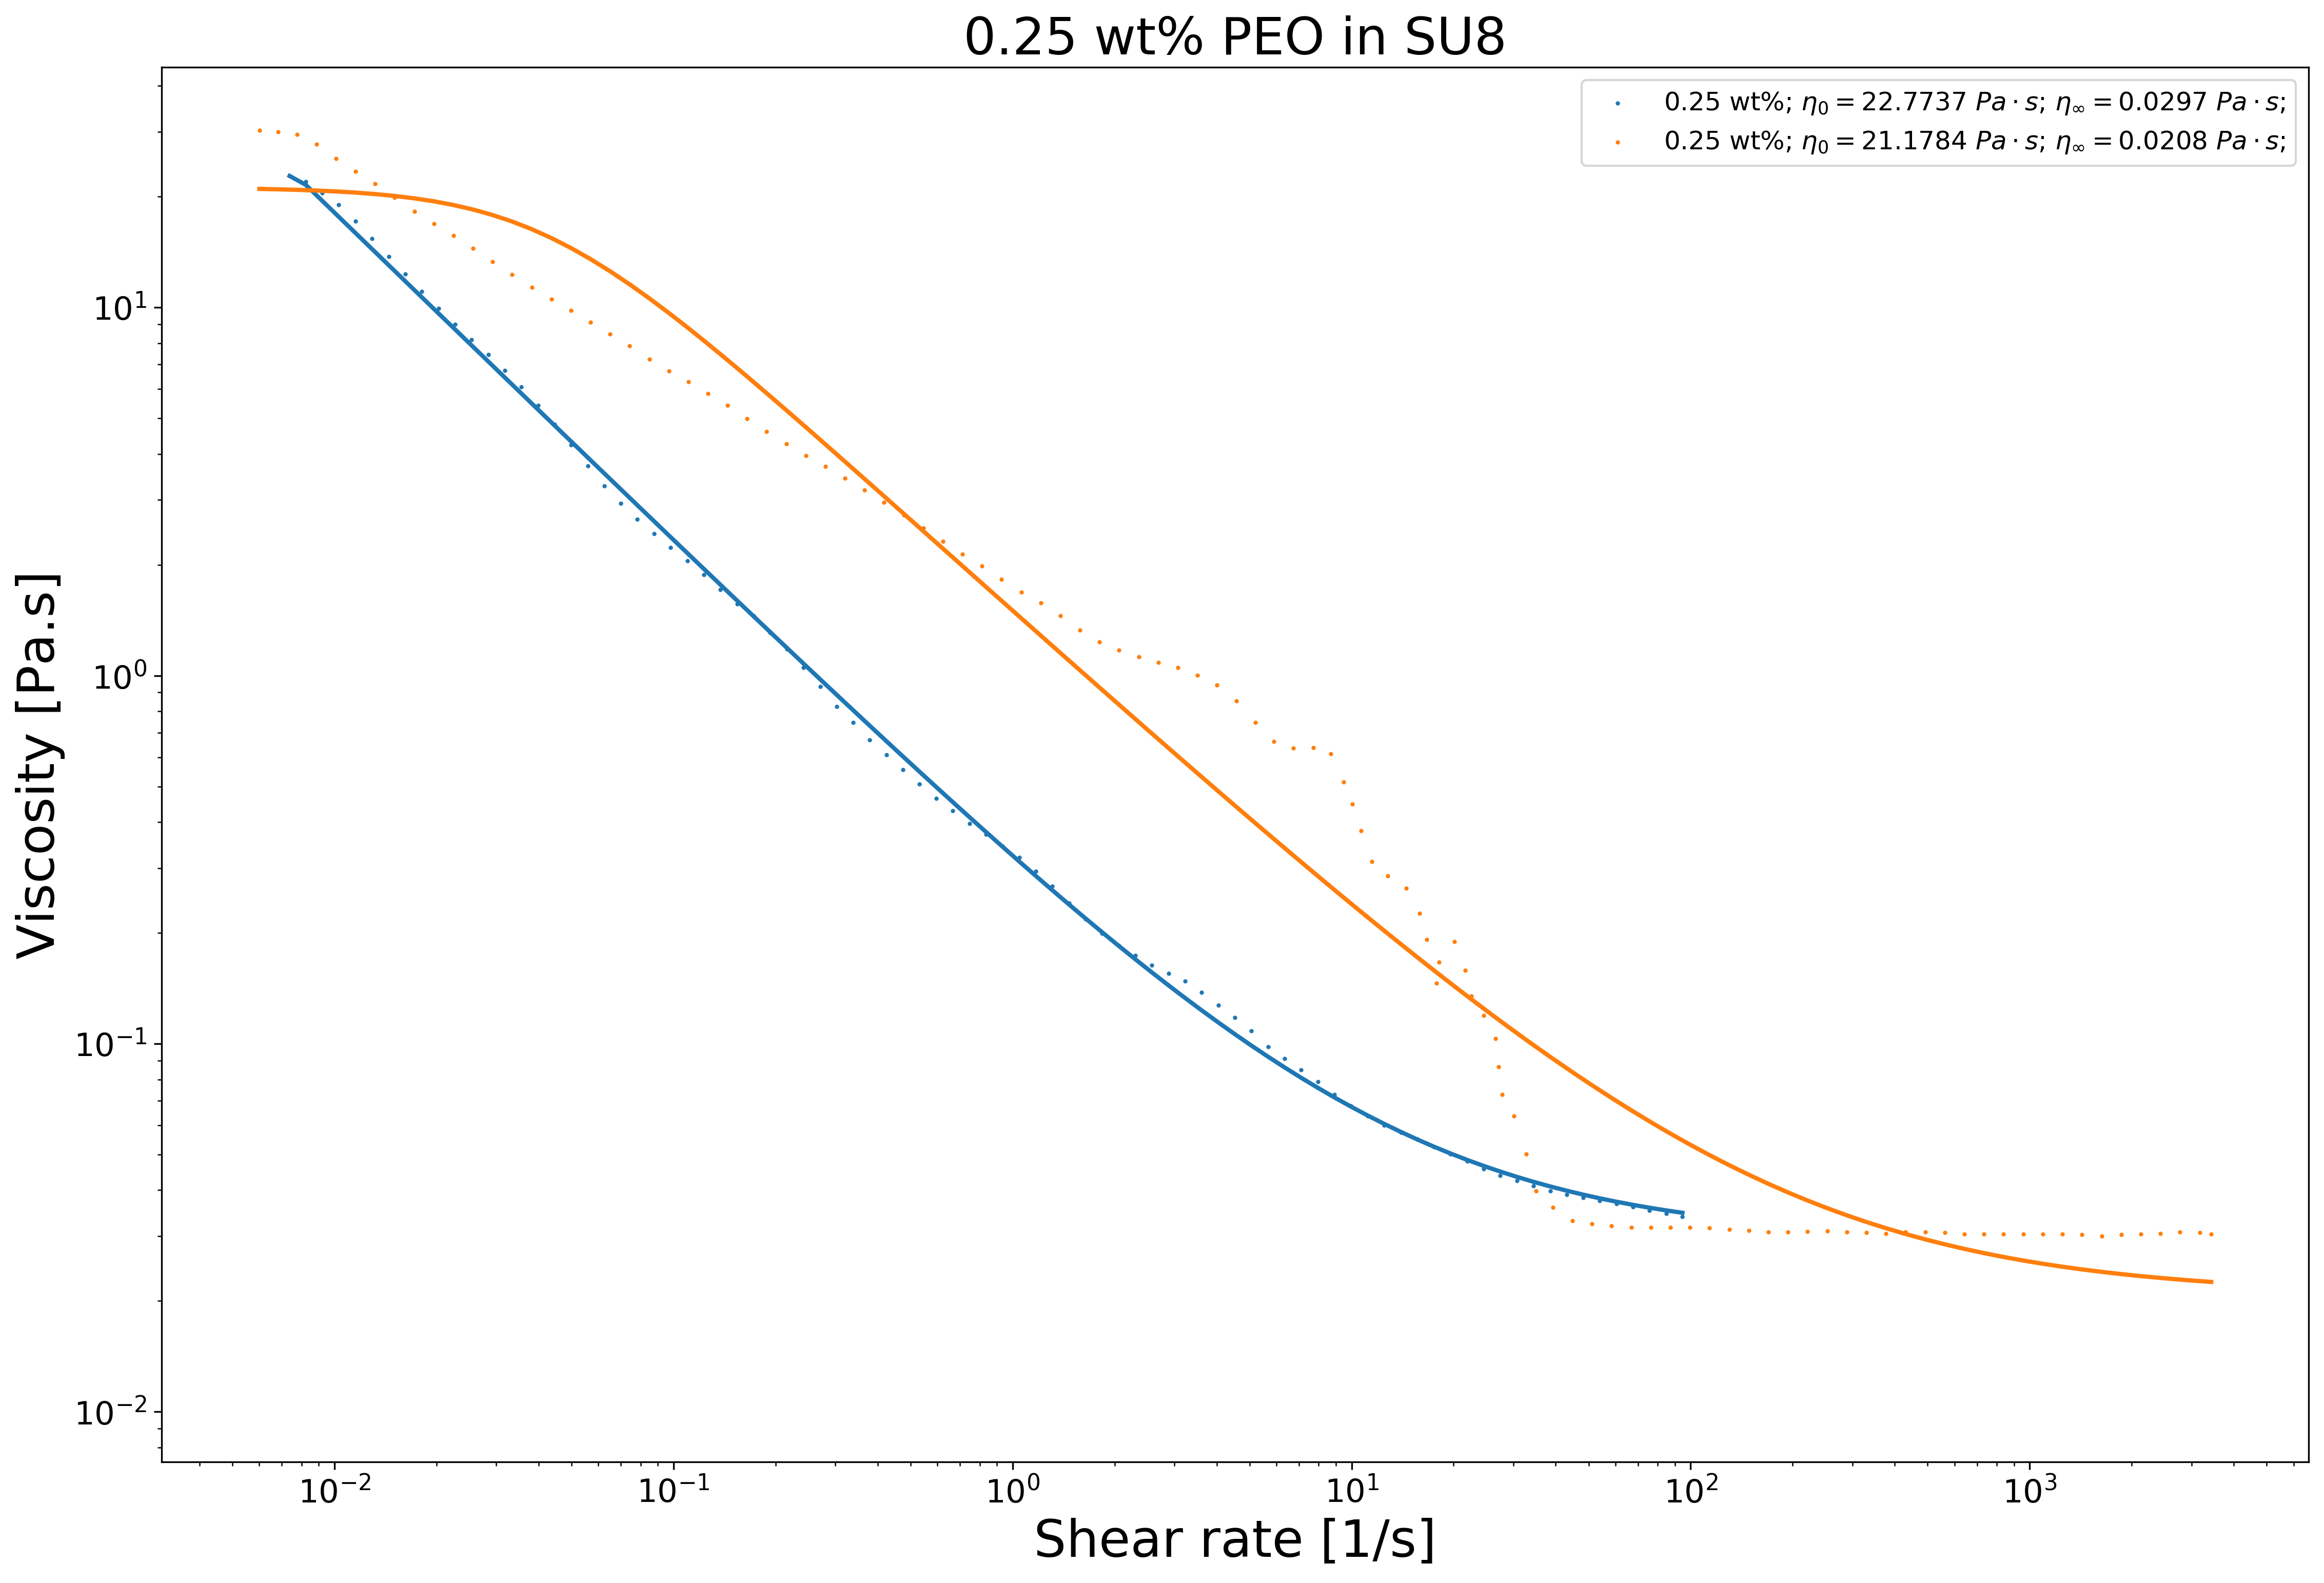 0.25 wt% PEO in SU8
0.25 wt%; η₀ = 22.7737 Pa · s; η∞ = 0.0297 Pa · s;
0.25 wt%; η₀ = 21.1784 Pa · s; η∞ = 0.0208 Pa · s;
Viscosity [Pa.s]
10¹
10⁰
10⁻¹
10⁻²
10⁻² 10⁻¹ 10⁰ 10¹ 10² 10³
Shear rate [1/s]